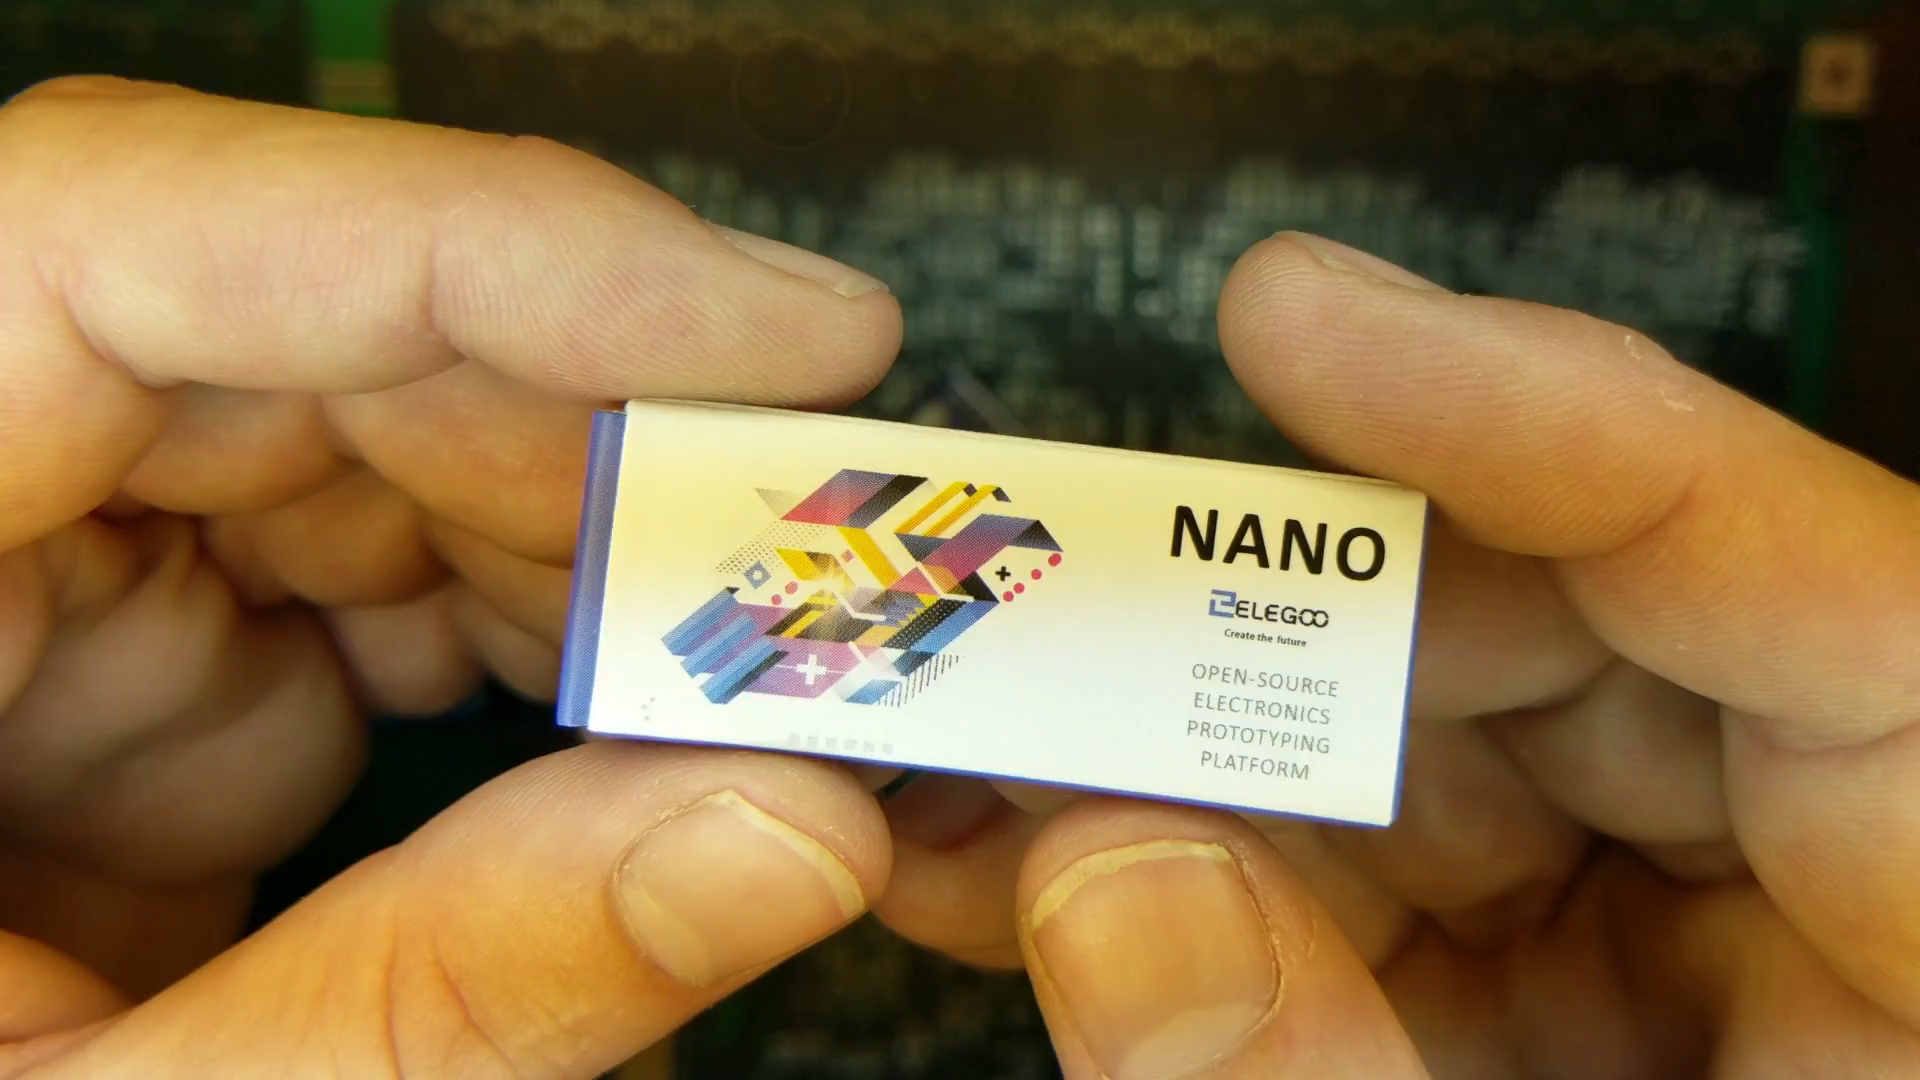 NANO
ELEGOO
Create the future
OPEN-SOURCE
ELECTRONICS
PROTOTYPING
PLATFORM